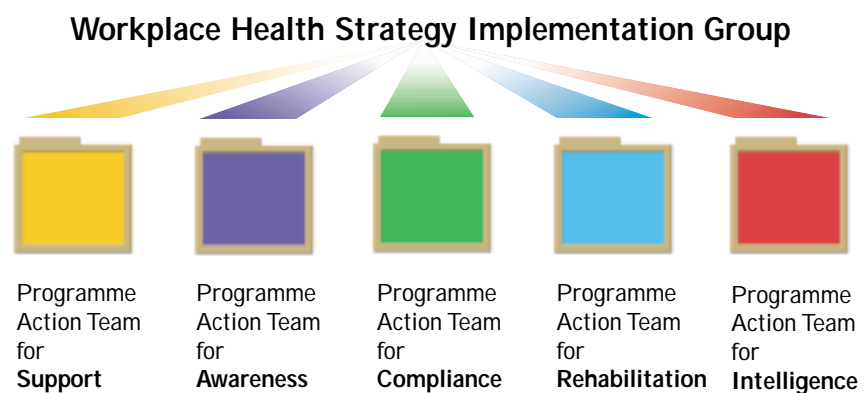 Workplace Health Strategy Implementation Group
Programme
Action Team
for
Support
Programme
Action Team
for
Awareness
Programme
Action Team
for
Compliance
Programme
Action Team
for
Rehabilitation
Programme
Action Team
for
Intelligence